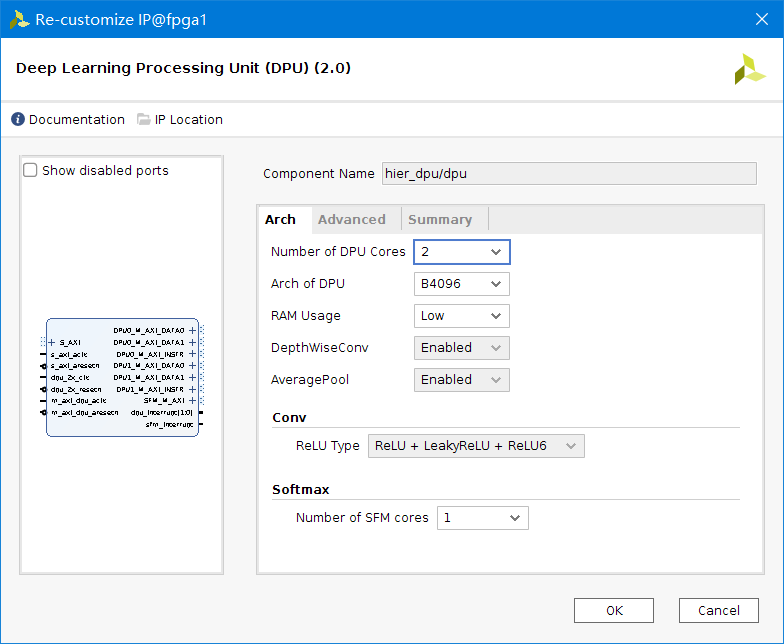 Re-customize IP@fpga1
Deep Learning Processing Unit (DPU) (2.0)
Documentation IP Location
Show disabled ports
Component Name hier_dpu/dpu
Arch Advanced Summary
Number of DPU Cores 2
Arch of DPU B4096
RAM Usage Low
DepthWiseConv Enabled
AveragePool Enabled
Conv
ReLU Type ReLU + LeakyReLU + ReLU6
Softmax
Number of SFM cores 1
DPU0_M_AXI_DATA0
S_AXI DPU0_M_AXI_DATA1
s_axi_aclk DPU0_M_AXI_INSTR
s_axi_aresetn DPU1_M_AXI_DATA0
dpu_2x_clk DPU1_M_AXI_DATA1
dpu_2x_resetn DPU1_M_AXI_INSTR
m_axi_dpu_aclk SFM_M_AXI
m_axi_dpu_aresetn dpu_interrupt[1:0]
sfm_interrupt
OK Cancel